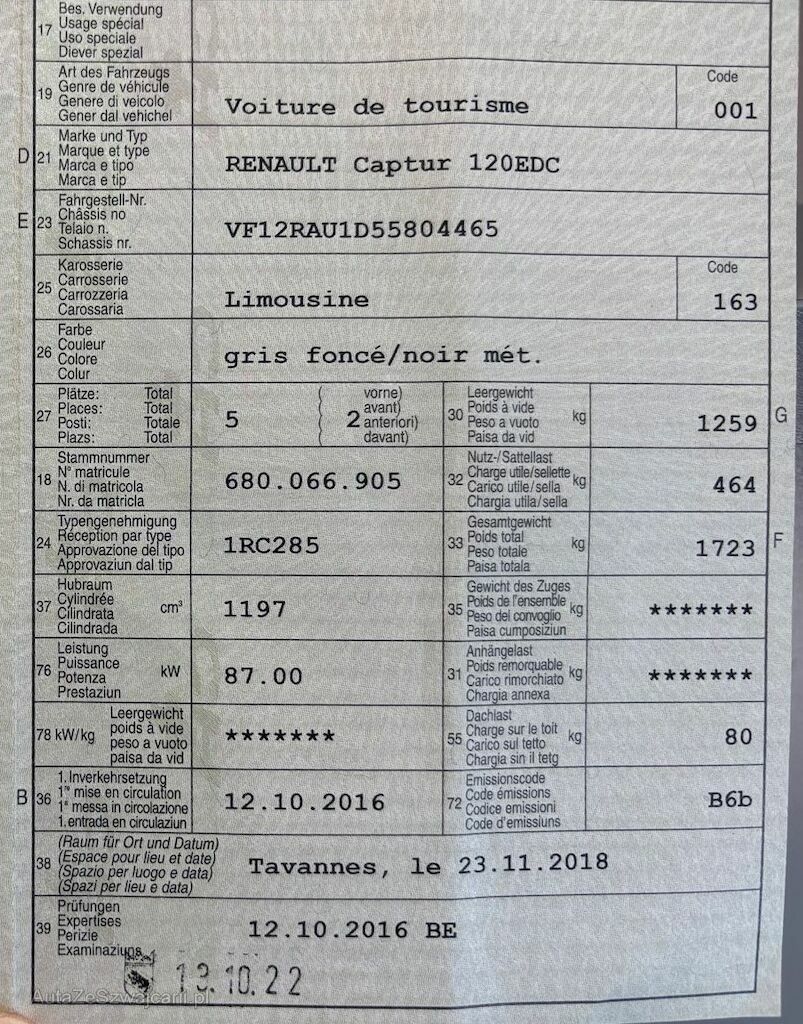 17 Bes. Verwendung
Usage spécial
Uso speciale
Diever spezial
19 Art des Fahrzeugs
Genre de véhicule
Genere di veicolo
Gener dal vehichel
Voiture de tourisme
Code
001
D 21 Marke und Typ
Marque et type
Marca e tipo
Marca e tip
RENAULT Captur 120EDC
E 23 Fahrgestell-Nr.
Châssis no
Telaio n.
Schassis nr.
VF12RAU1D55804465
25 Karosserie
Carrosserie
Carrozzeria
Carossaria
Limousine
Code
163
26 Farbe
Couleur
Colore
Colur
gris foncé/noir mét.
27 Plätze: Total
Places: Total
Posti: Totale
Plazs: Total
5
( vorne)
( avant)
( 2 anteriori)
( davant)
30 Leergewicht
Poids à vide
Peso a vuoto
Paisa da vid
kg
1259
G
18 Stammnummer
N° matricule
N. di matricola
Nr. da matricla
680.066.905
32 Nutz-/Sattellast
Charge utile/sellette
Carico utile/sella
Chargia utila/sella
kg
464
24 Typengenehmigung
Réception par type
Approvazione del tipo
Approvaziun dal tip
1RC285
33 Gesamtgewicht
Poids total
Peso totale
Paisa totala
kg
1723
F
37 Hubraum
Cylindrée
Cilindrata
Cilindrada
cm³
1197
35 Gewicht des Zuges
Poids de l'ensemble
Peso del convoglio
Paisa cumposiziun
kg
*******
76 Leistung
Puissance
Potenza
Prestaziun
kW
87.00
31 Anhängelast
Poids remorquable
Carico rimorchiato
Chargia annexa
kg
*******
78 kW/kg
Leergewicht
poids à vide
peso a vuoto
paisa da vid
*******
55 Dachlast
Charge sur le toit
Carico sul tetto
Chargia sin il tetg
kg
80
B 36 1. Inverkehrsetzung
1re mise en circulation
1a messa in circolazione
1. entrada en circulaziun
12.10.2016
72 Emissionscode
Code émissions
Codice emissioni
Code d'emissiuns
B6b
38 (Raum für Ort und Datum)
(Espace pour lieu et date)
(Spazio per luogo e data)
(Spazi per lieu e data)
Tavannes, le 23.11.2018
39 Prüfungen
Expertises
Perizie
Examinaziuns
12.10.2016 BE
13.10.22
AutaZeSzwajcarii.pl